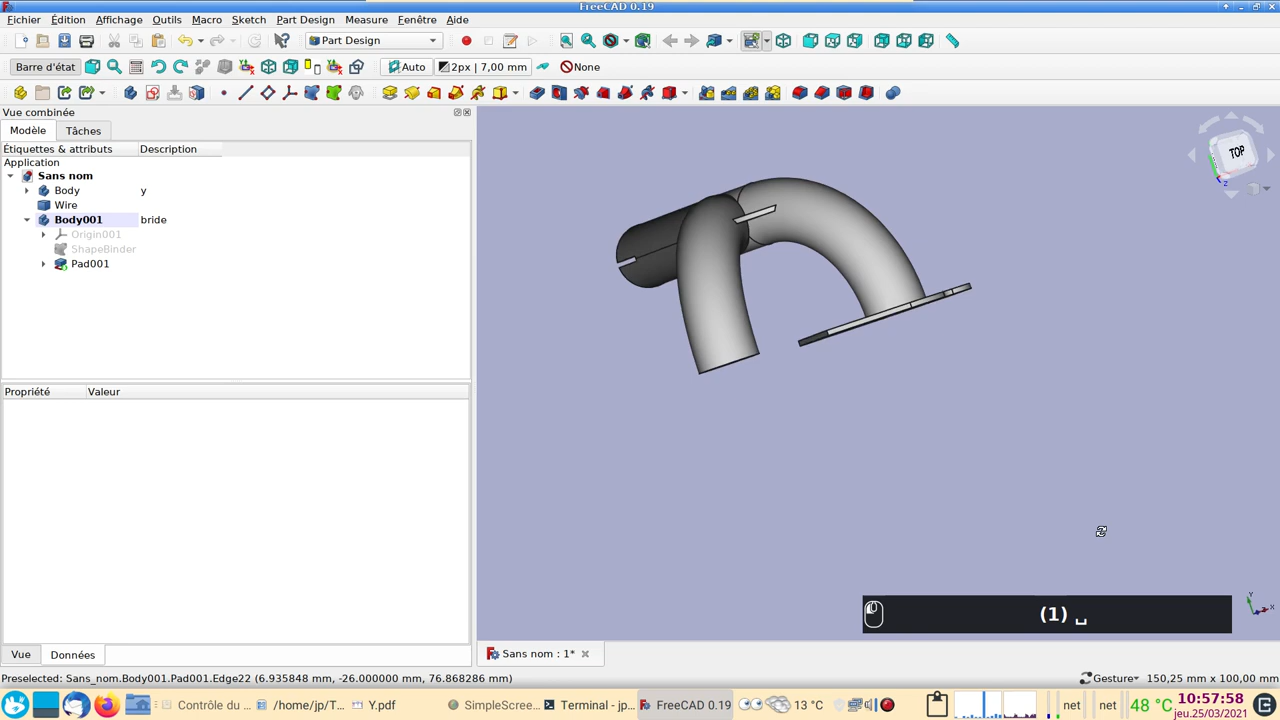 FreeCAD 0.19
Fichier Édition Affichage Outils Macro Sketch Part Design Measure Fenêtre Aide
Part Design
Barre d'état Auto 2px | 7,00 mm None
Vue combinée
Modèle Tâches
Étiquettes & attributs Description
Application
Sans nom
Body y
Wire
Body001 bride
Origin001
ShapeBinder
Pad001
Propriété Valeur
TOP
Z
Y
X
(1) ␣
Vue Données
Sans nom : 1*
Preselected: Sans_nom.Body001.Pad001.Edge22 (6.935848 mm, -26.000000 mm, 76.868286 mm)
Gesture 150,25 mm x 100,00 mm
Contrôle du ... /home/jp/T... Y.pdf SimpleScree... Terminal - jp... FreeCAD 0.19 13 °C net net 48 °C 10:57:58
jeu.25/03/2021